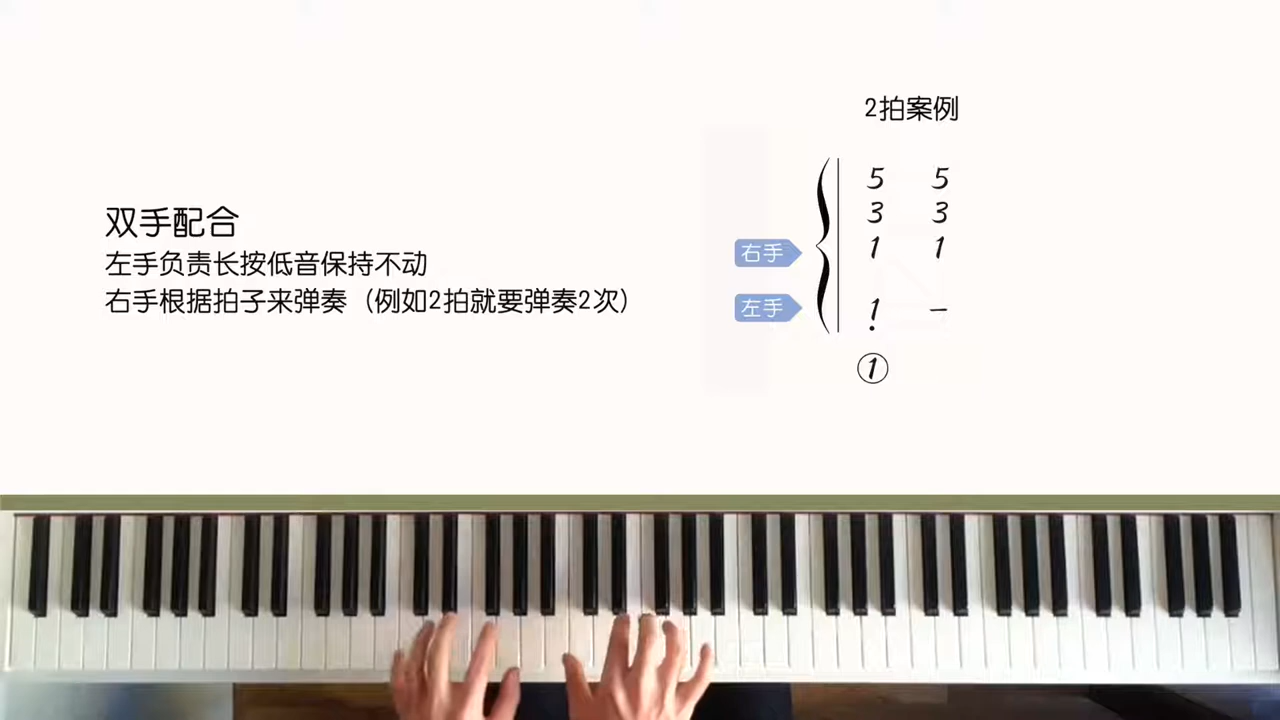 2拍案例
双手配合
左手负责长按低音保持不动
右手根据拍子来弹奏（例如2拍就要弹奏2次）
5 5
3 3
右手 1 1
左手 1̣ –
①